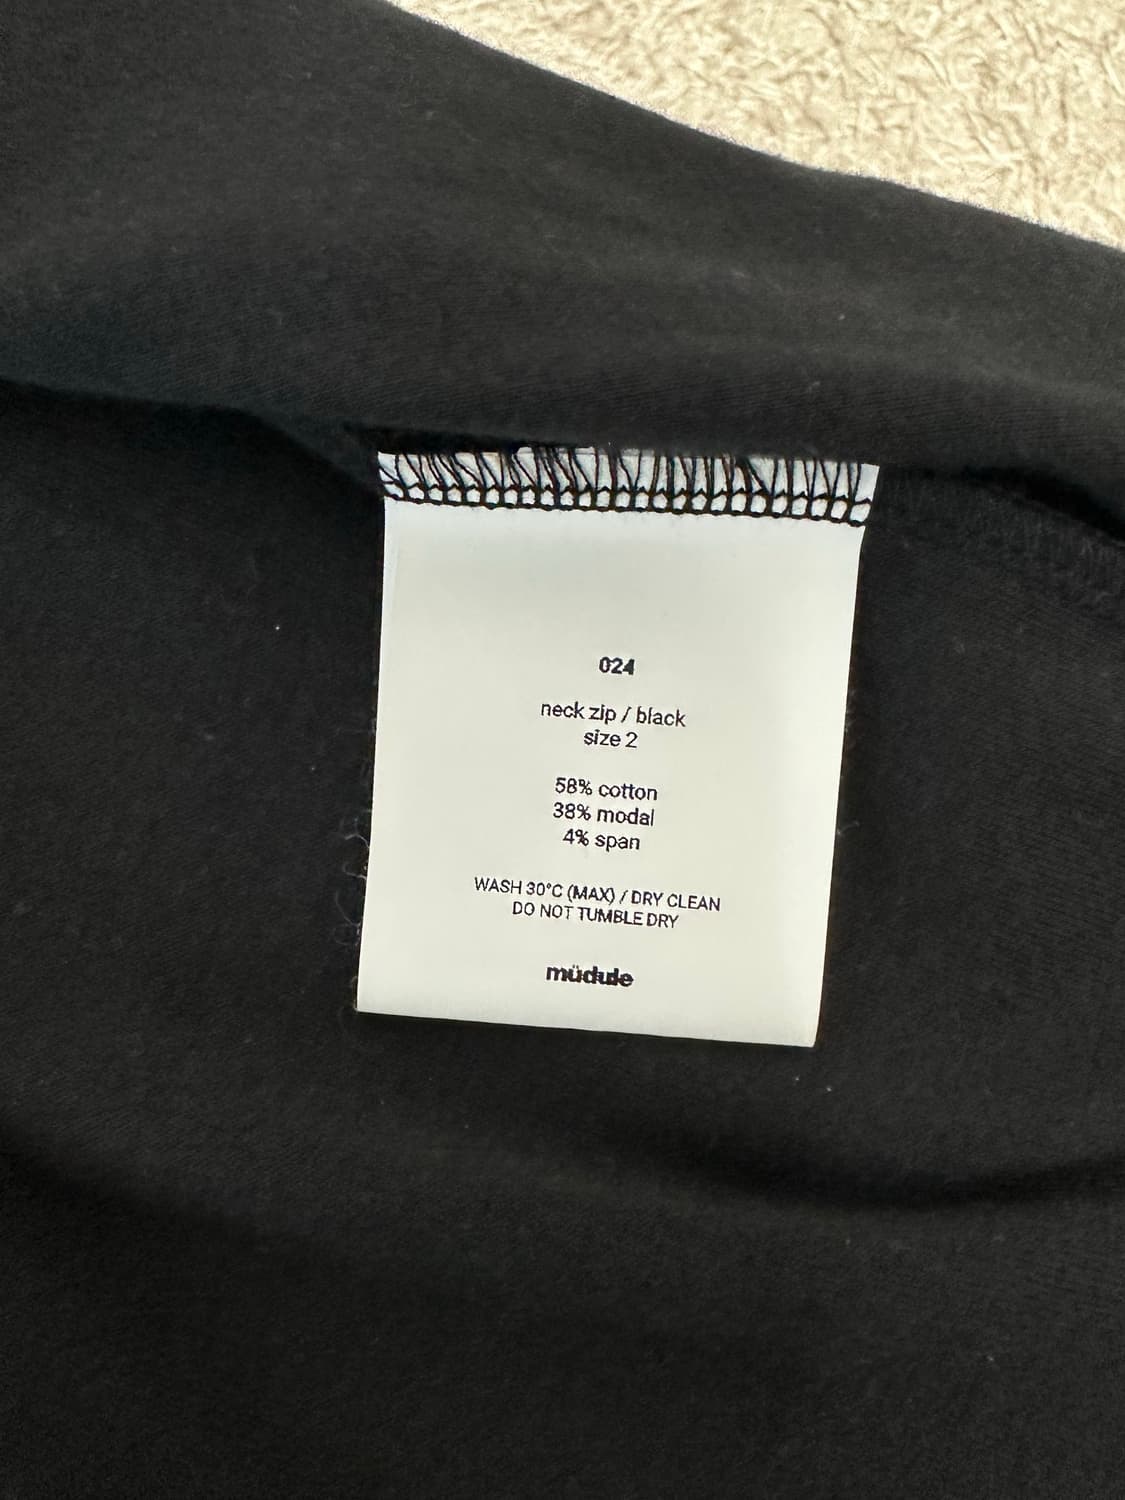 024
neck zip / black
size 2
58% cotton
38% modal
4% span
WASH 30°C (MAX) / DRY CLEAN
DO NOT TUMBLE DRY
müdule